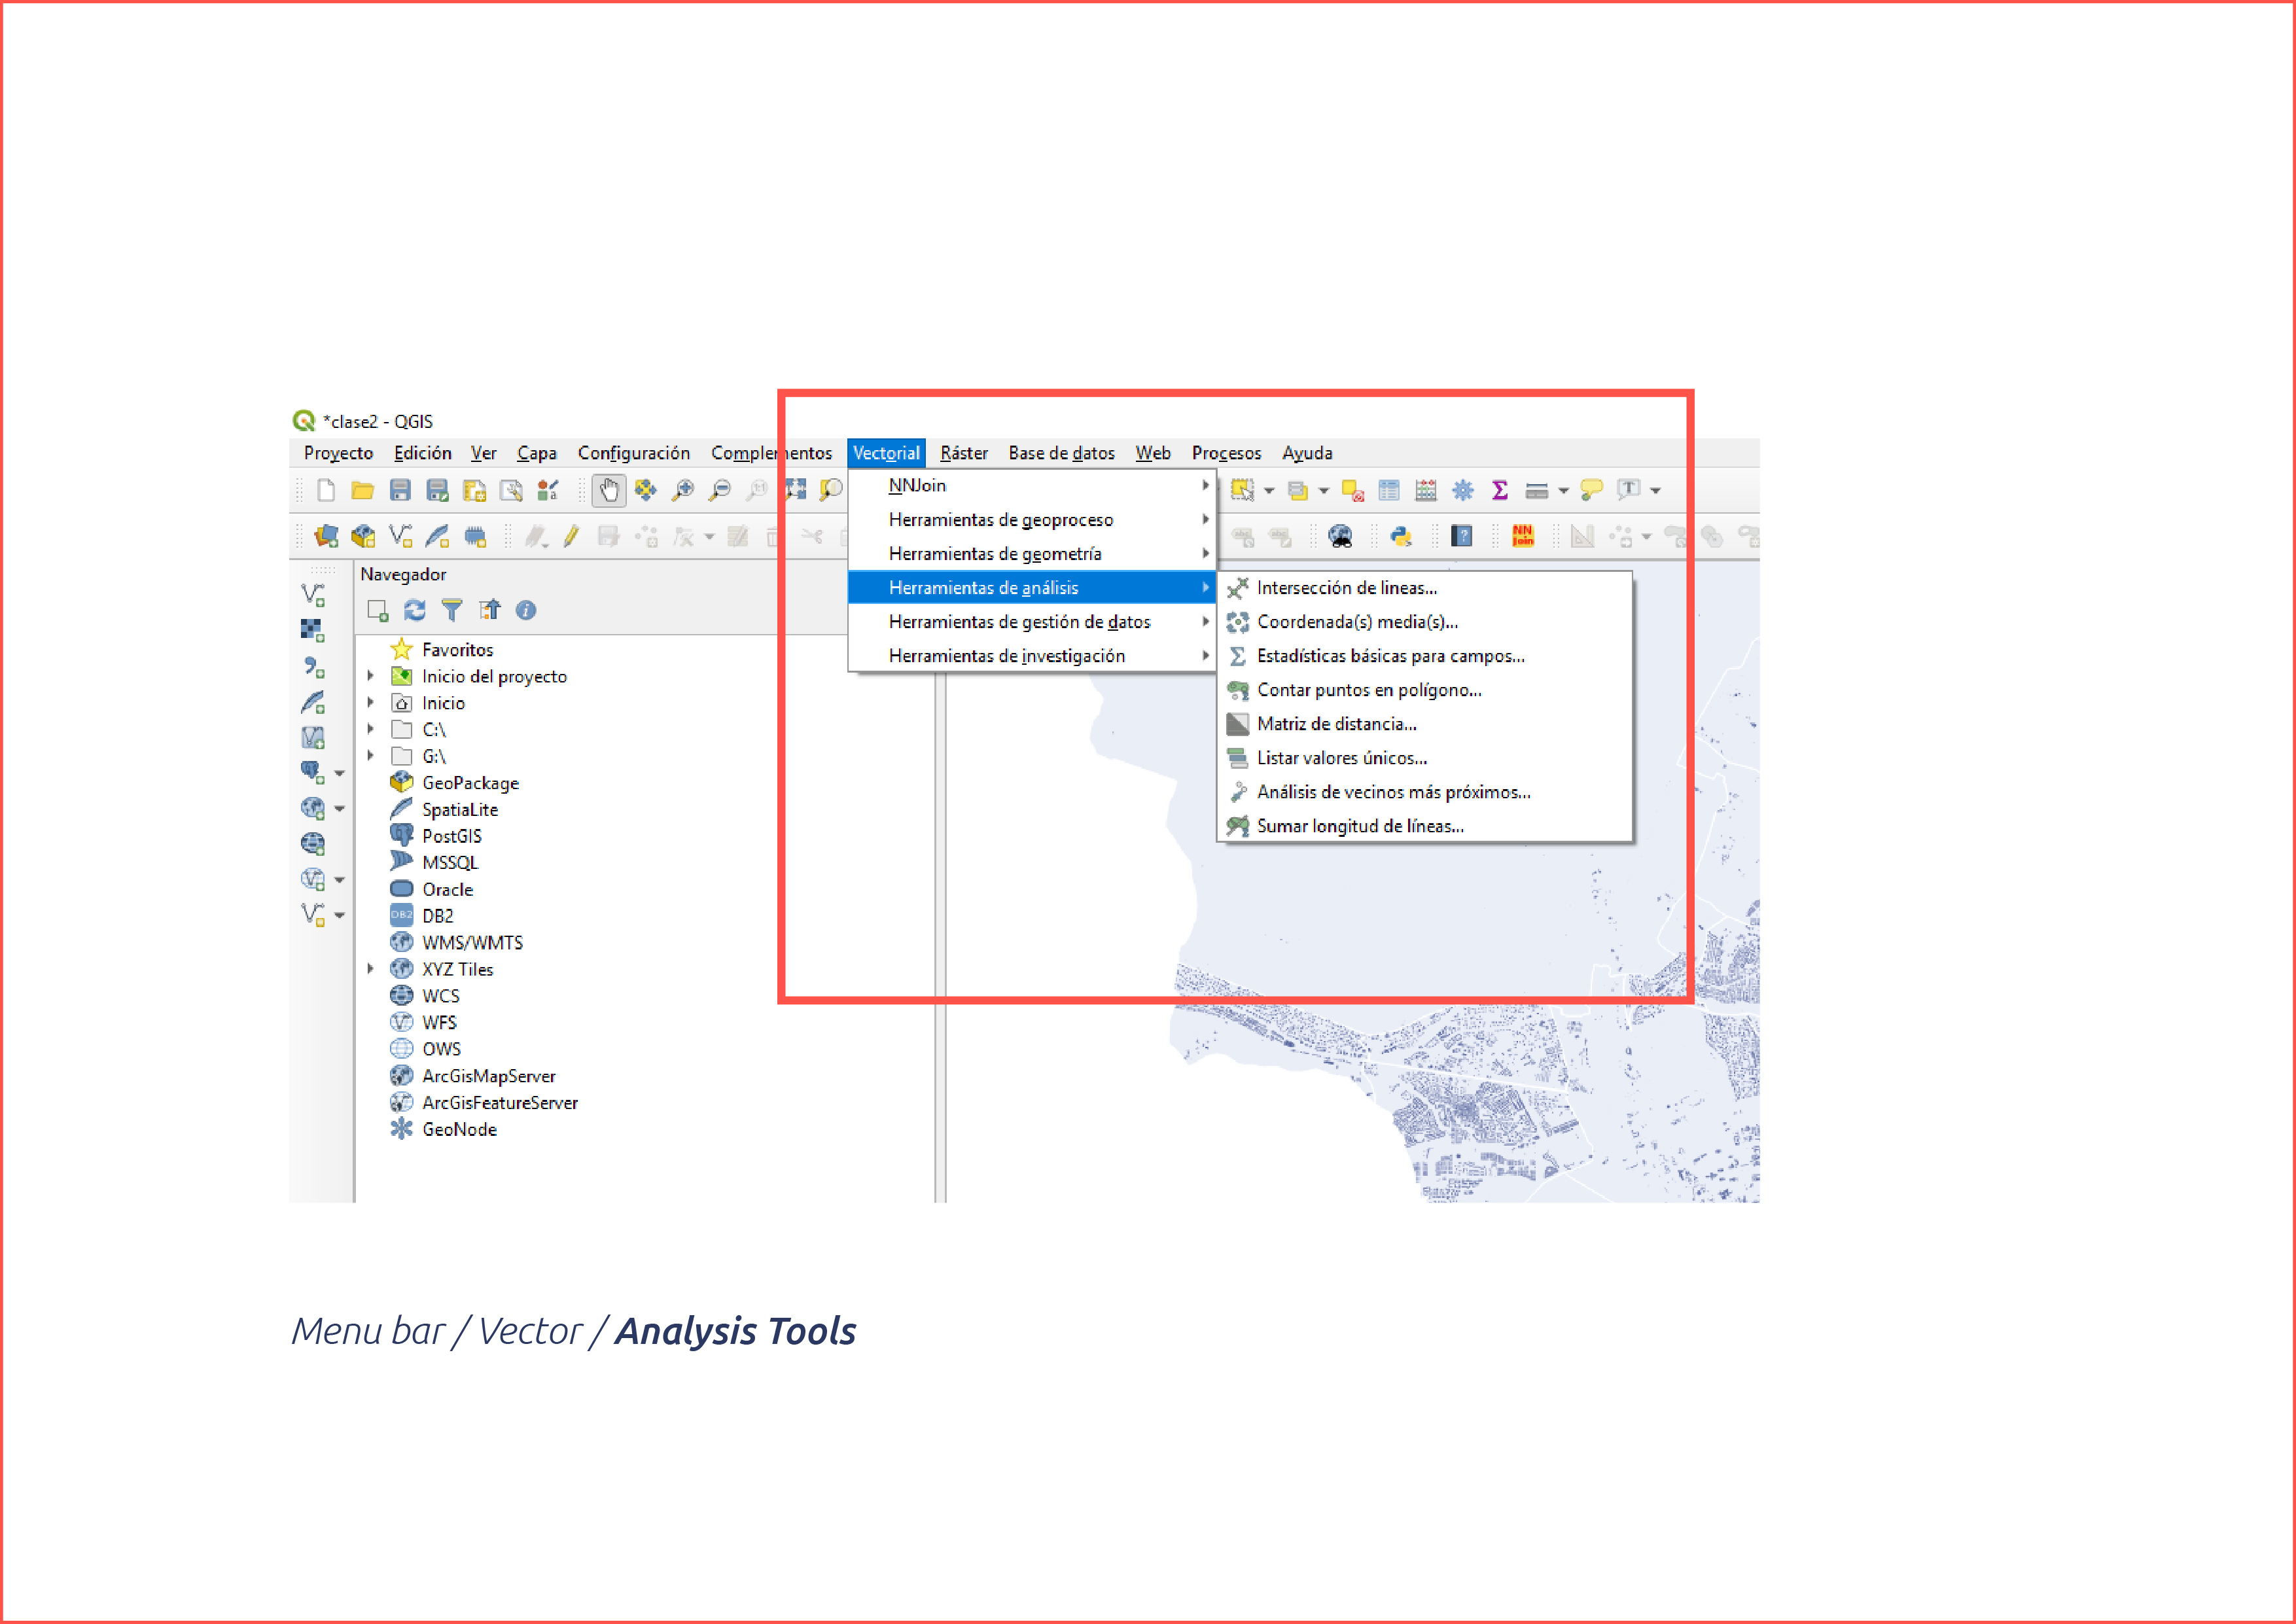 *clase2 - QGIS
Proyecto Edición Ver Capa Configuración Complementos Vectorial Ráster Base de datos Web Procesos Ayuda
NNJoin
Herramientas de geoproceso
Herramientas de geometría
Herramientas de análisis
Herramientas de gestión de datos
Herramientas de investigación
Intersección de lineas...
Coordenada(s) media(s)...
Estadísticas básicas para campos...
Contar puntos en polígono...
Matriz de distancia...
Listar valores únicos...
Análisis de vecinos más próximos...
Sumar longitud de líneas...
NN
Join
Navegador
Favoritos
Inicio del proyecto
Inicio
C:\
G:\
GeoPackage
SpatiaLite
PostGIS
MSSQL
Oracle
DB2 DB2
WMS/WMTS
XYZ Tiles
WCS
WFS
OWS
ArcGisMapServer
ArcGisFeatureServer
GeoNode
Menu bar / Vector / Analysis Tools